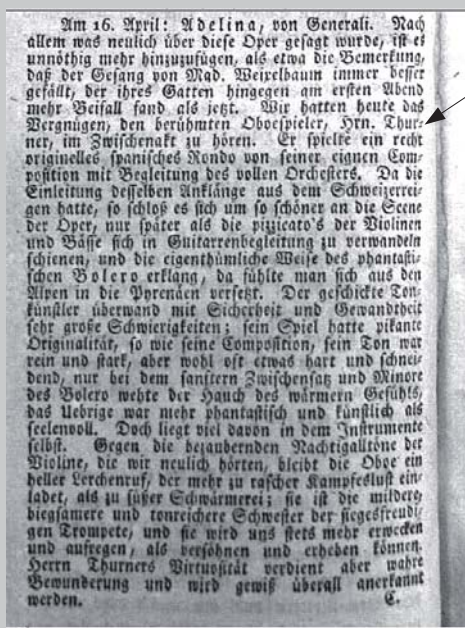 Am 16. April: Adelina, von Generali. Nach
allem was neulich über diese Oper gesagt wurde, ist es
unnöthig mehr hinzuzufügen, als etwa die Bemerkung,
daß der Gesang von Mad. Weixelbaum immer besser
gefällt, der ihres Gatten hingegen am ersten Abend
mehr Beifall fand als jetzt. Wir hatten heute das
Vergnügen, den berühmten Oboespieler, Hrn. Thur-
ner, im Zwischenakt zu hören. Er spielte ein recht
originelles spanisches Rondo von seiner eignen Com-
position mit Begleitung des vollen Orchesters. Da die
Einleitung desselben Anklänge aus dem Schweizerrei-
gen hatte, so schloß es sich um so schöner an die Scene
der Oper, nur später als die pizzicato's der Violinen
und Bässe sich in Guitarrenbegleitung zu verwandeln
schienen, und die eigenthümliche Weise des phantasti-
schen Bolero erklang, da fühlte man sich aus den
Alpen in die Pyrenäen versetzt. Der geschickte Ton-
künstler überwand mit Sicherheit und Gewandtheit
sehr große Schwierigkeiten; sein Spiel hatte pikante
Originalität, so wie seine Composition, sein Ton war
rein und stark, aber wohl oft etwas hart und schnei-
dend, nur bei dem sanftern Zwischensatz und Minore
des Bolero wehte der Hauch des wärmern Gefühls,
das Uebrige war mehr phantastisch und künstlich als
seelenvoll. Doch liegt viel davon in dem Instrumente
selbst. Gegen die bezaubernden Nachtigalltöne der
Violine, die wir neulich hörten, bleibt die Oboe ein
heller Lerchenruf, der mehr zu rascher Kampfeslust ein-
ladet, als zu süßer Schwärmerei; sie ist die mildere,
biegsamere und tonreichere Schwester der siegesfreudi-
gen Trompete, und sie wird uns stets mehr erwecken
und aufregen, als versöhnen und erheben können.
Herrn Thurners Virtuosität verdient aber wahre
Bewunderung und wird gewiß überall anerkannt
werden. C.